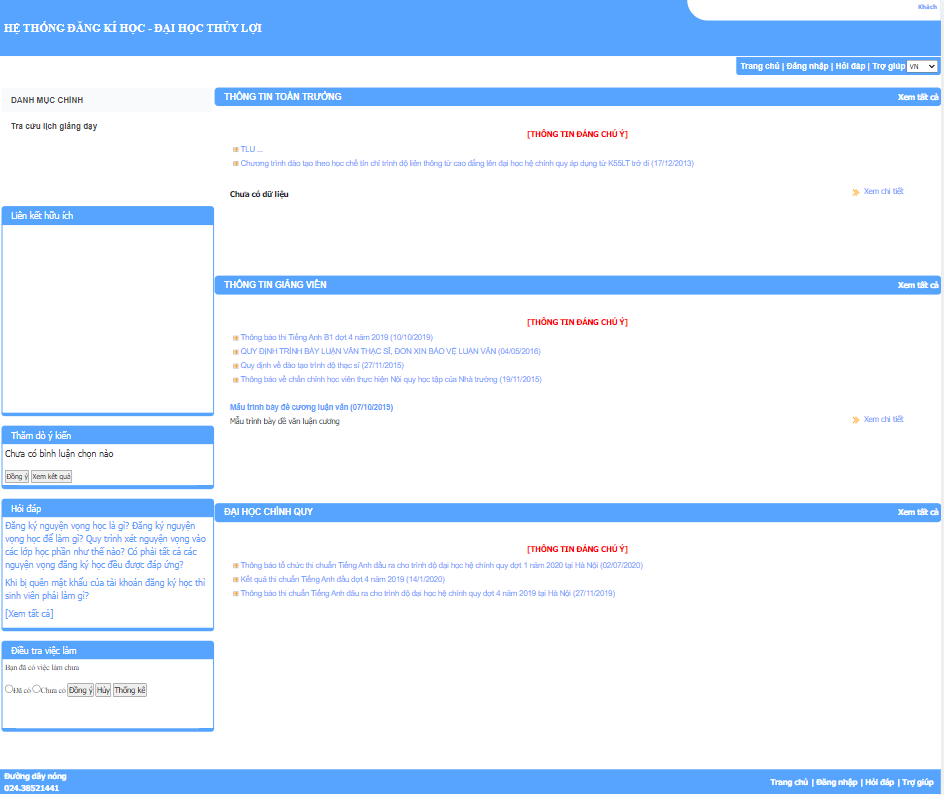 Khách
HỆ THỐNG ĐĂNG KÍ HỌC - ĐẠI HỌC THỦY LỢI
Trang chủ | Đăng nhập | Hỏi đáp | Trợ giúp VN
DANH MỤC CHÍNH
Tra cứu lịch giảng dạy
Liên kết hữu ích
Thăm dò ý kiến
Chưa có bình luận chọn nào
Đồng ý Xem kết quả
Hỏi đáp
Đăng ký nguyện vọng học là gì? Đăng ký nguyện
vọng học để làm gì? Quy trình xét nguyện vọng vào
các lớp học phần như thế nào? Có phải tất cả các
nguyện vọng đăng ký học đều được đáp ứng?
Khi bị quên mật khẩu của tài khoản đăng ký học thì
sinh viên phải làm gì?
[Xem tất cả]
Điều tra việc làm
Bạn đã có việc làm chưa
Đã có Chưa có Đồng ý Hủy Thống kê
THÔNG TIN TOÀN TRƯỜNG Xem tất cả
[THÔNG TIN ĐÁNG CHÚ Ý]
TLU ...
Chương trình đào tạo theo học chế tín chỉ trình độ liên thông từ cao đẳng lên đại học hệ chính quy áp dụng từ K55LT trở đi (17/12/2013)
Chưa có dữ liệu
Xem chi tiết
THÔNG TIN GIẢNG VIÊN Xem tất cả
[THÔNG TIN ĐÁNG CHÚ Ý]
Thông báo thi Tiếng Anh B1 đợt 4 năm 2019 (10/10/2019)
QUY ĐỊNH TRÌNH BÀY LUẬN VĂN THẠC SĨ, ĐƠN XIN BẢO VỆ LUẬN VĂN (04/05/2016)
Quy định về đào tạo trình độ thạc sĩ (27/11/2015)
Thông báo về chấn chỉnh học viên thực hiện Nội quy học tập của Nhà trường (19/11/2015)
Mẫu trình bày đề cương luận văn (07/10/2019)
Mẫu trình bày đề văn luận cương
Xem chi tiết
ĐẠI HỌC CHÍNH QUY Xem tất cả
[THÔNG TIN ĐÁNG CHÚ Ý]
Thông báo tổ chức thi chuẩn Tiếng Anh đầu ra cho trình độ đại học hệ chính quy đợt 1 năm 2020 tại Hà Nội (02/07/2020)
Kết quả thi chuẩn Tiếng Anh đầu đợt 4 năm 2019 (14/1/2020)
Thông báo thi chuẩn Tiếng Anh đầu ra cho trình độ đại học hệ chính quy đợt 4 năm 2019 tại Hà Nội (27/11/2019)
Đường dây nóng
024.38521441
Trang chủ | Đăng nhập | Hỏi đáp | Trợ giúp